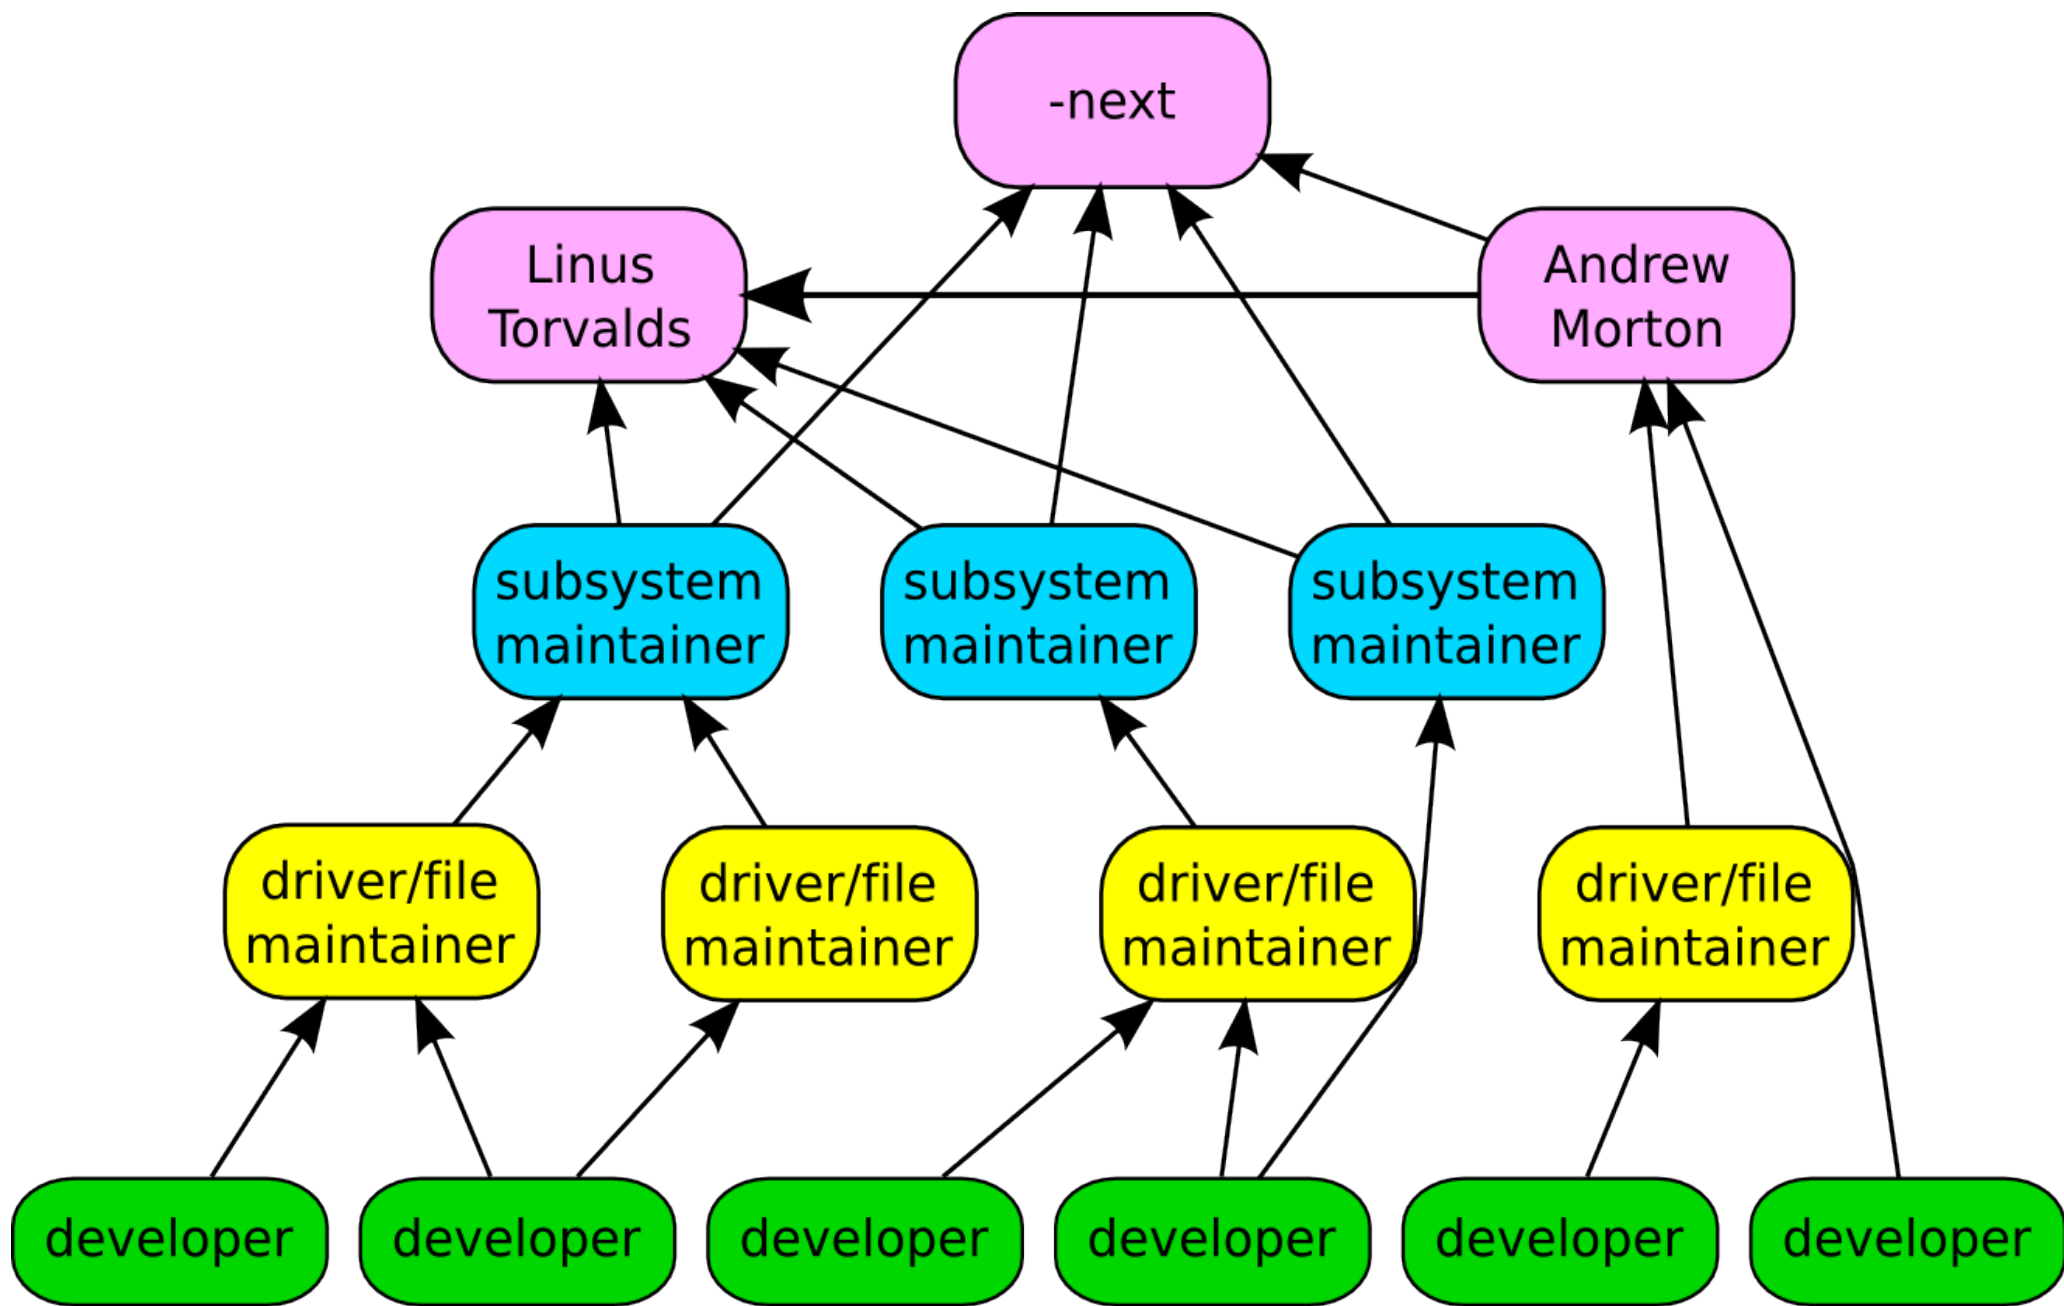 -next
Linus
Torvalds
Andrew
Morton
subsystem
maintainer
subsystem
maintainer
subsystem
maintainer
driver/file
maintainer
driver/file
maintainer
driver/file
maintainer
driver/file
maintainer
developer
developer
developer
developer
developer
developer